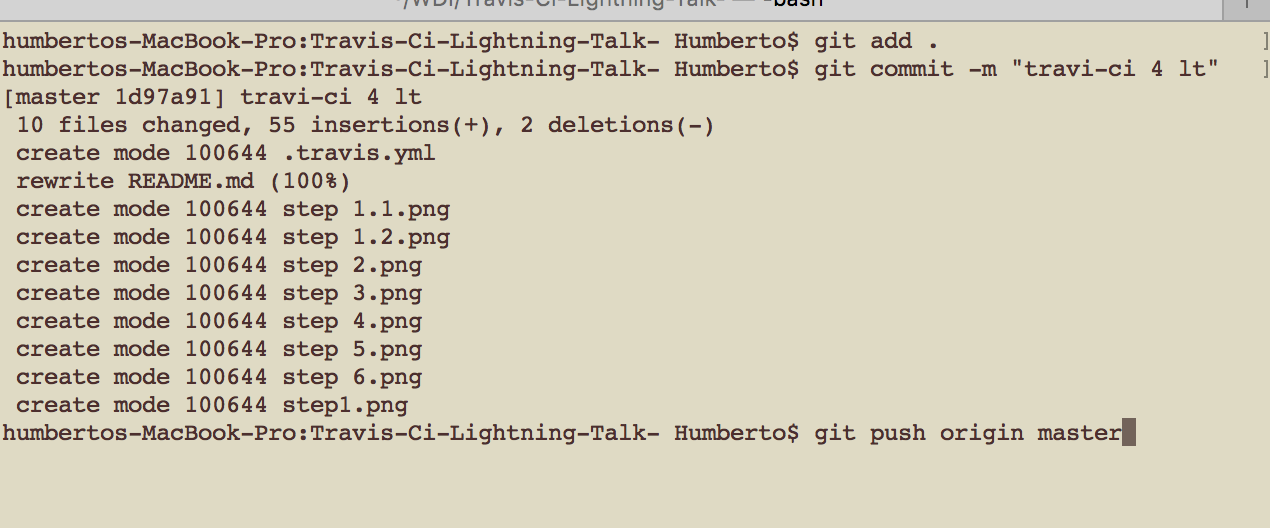 ~/WDI/Travis-Ci-Lightning-Talk- — -bash
humbertos-MacBook-Pro:Travis-Ci-Lightning-Talk- Humberto$ git add .
humbertos-MacBook-Pro:Travis-Ci-Lightning-Talk- Humberto$ git commit -m "travi-ci 4 lt"
[master 1d97a91] travi-ci 4 lt
 10 files changed, 55 insertions(+), 2 deletions(-)
 create mode 100644 .travis.yml
 rewrite README.md (100%)
 create mode 100644 step 1.1.png
 create mode 100644 step 1.2.png
 create mode 100644 step 2.png
 create mode 100644 step 3.png
 create mode 100644 step 4.png
 create mode 100644 step 5.png
 create mode 100644 step 6.png
 create mode 100644 step1.png
humbertos-MacBook-Pro:Travis-Ci-Lightning-Talk- Humberto$ git push origin master